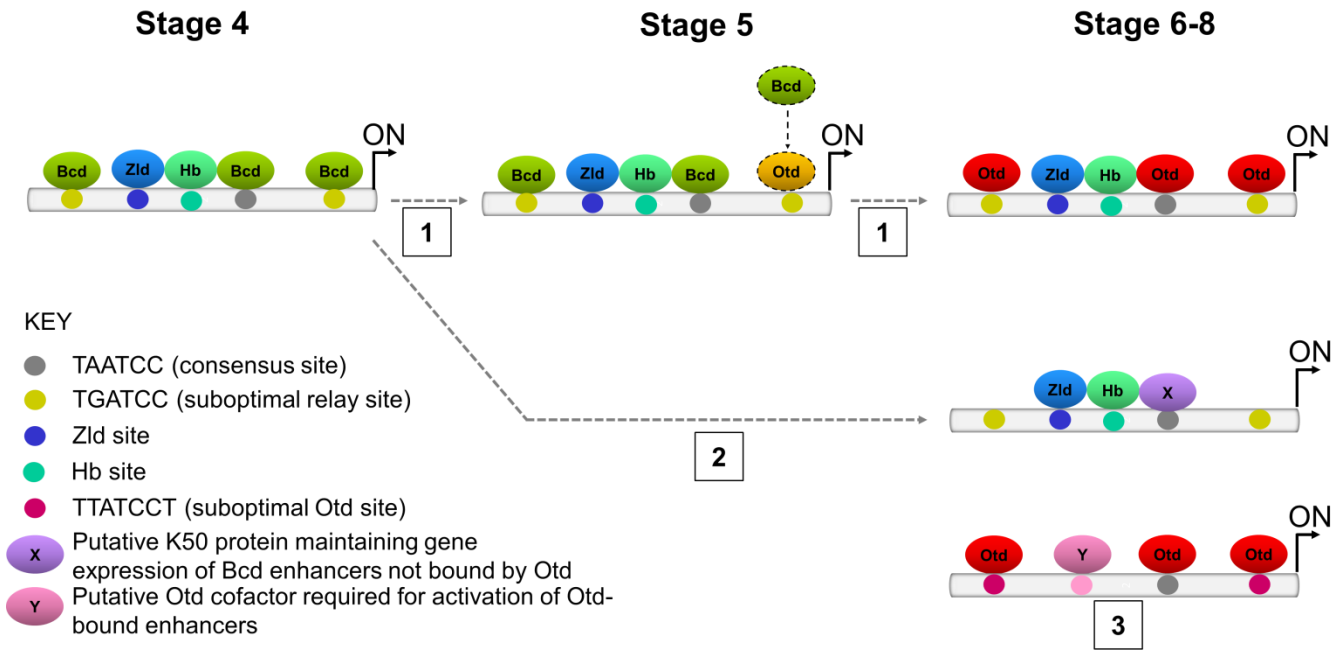 Stage 4
Stage 5
Stage 6-8
Bcd
ON
Bcd Zld Hb Bcd Bcd
ON
Bcd Zld Hb Bcd Otd
ON
Otd Zld Hb Otd Otd
1
1
KEY
TAATCC (consensus site)
TGATCC (suboptimal relay site)
Zld site
Hb site
TTATCCT (suboptimal Otd site)
X Putative K50 protein maintaining gene
expression of Bcd enhancers not bound by Otd
Y Putative Otd cofactor required for activation of Otd-
bound enhancers
2
ON
Zld Hb X
ON
Otd Y Otd Otd
3